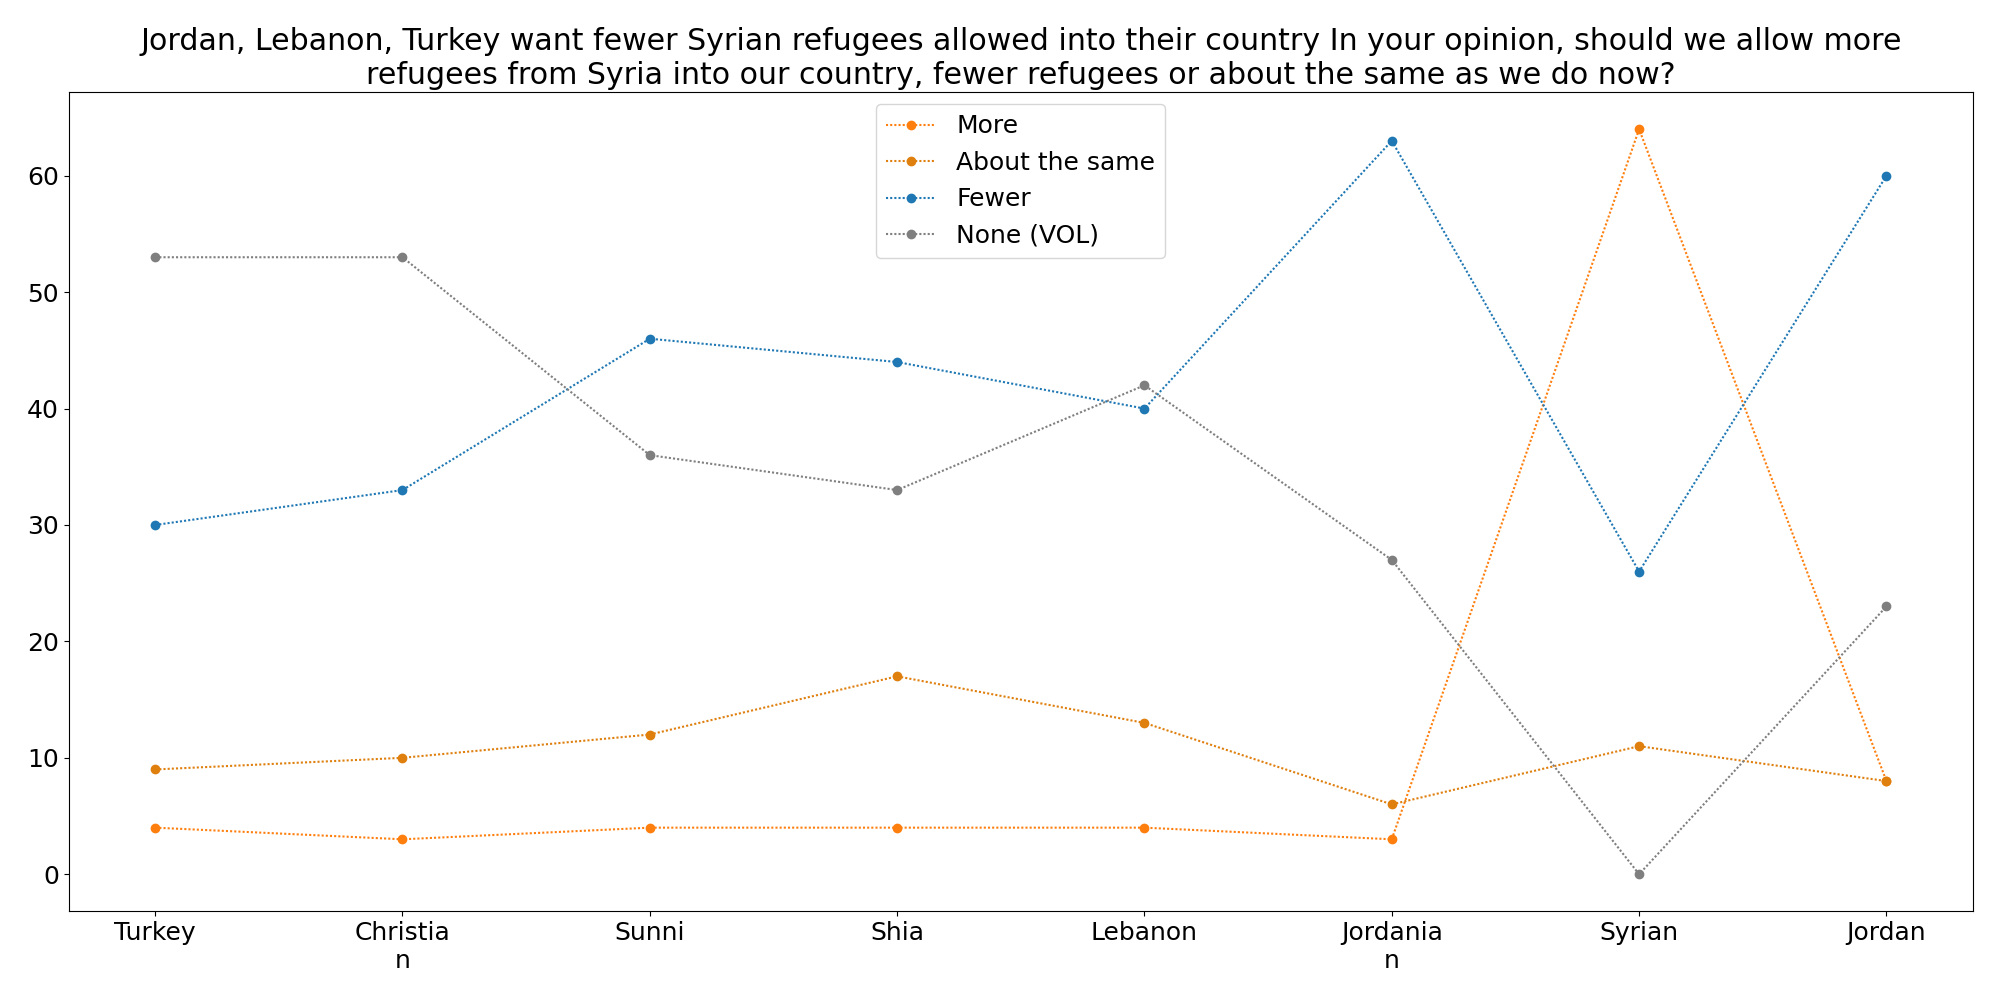 Jordan, Lebanon, Turkey want fewer Syrian refugees allowed into their country In your opinion, should we allow more
refugees from Syria into our country, fewer refugees or about the same as we do now?
More
About the same
Fewer
None (VOL)
60
50
40
30
20
10
0
Turkey
Christia
n
Sunni
Shia
Lebanon
Jordania
n
Syrian
Jordan